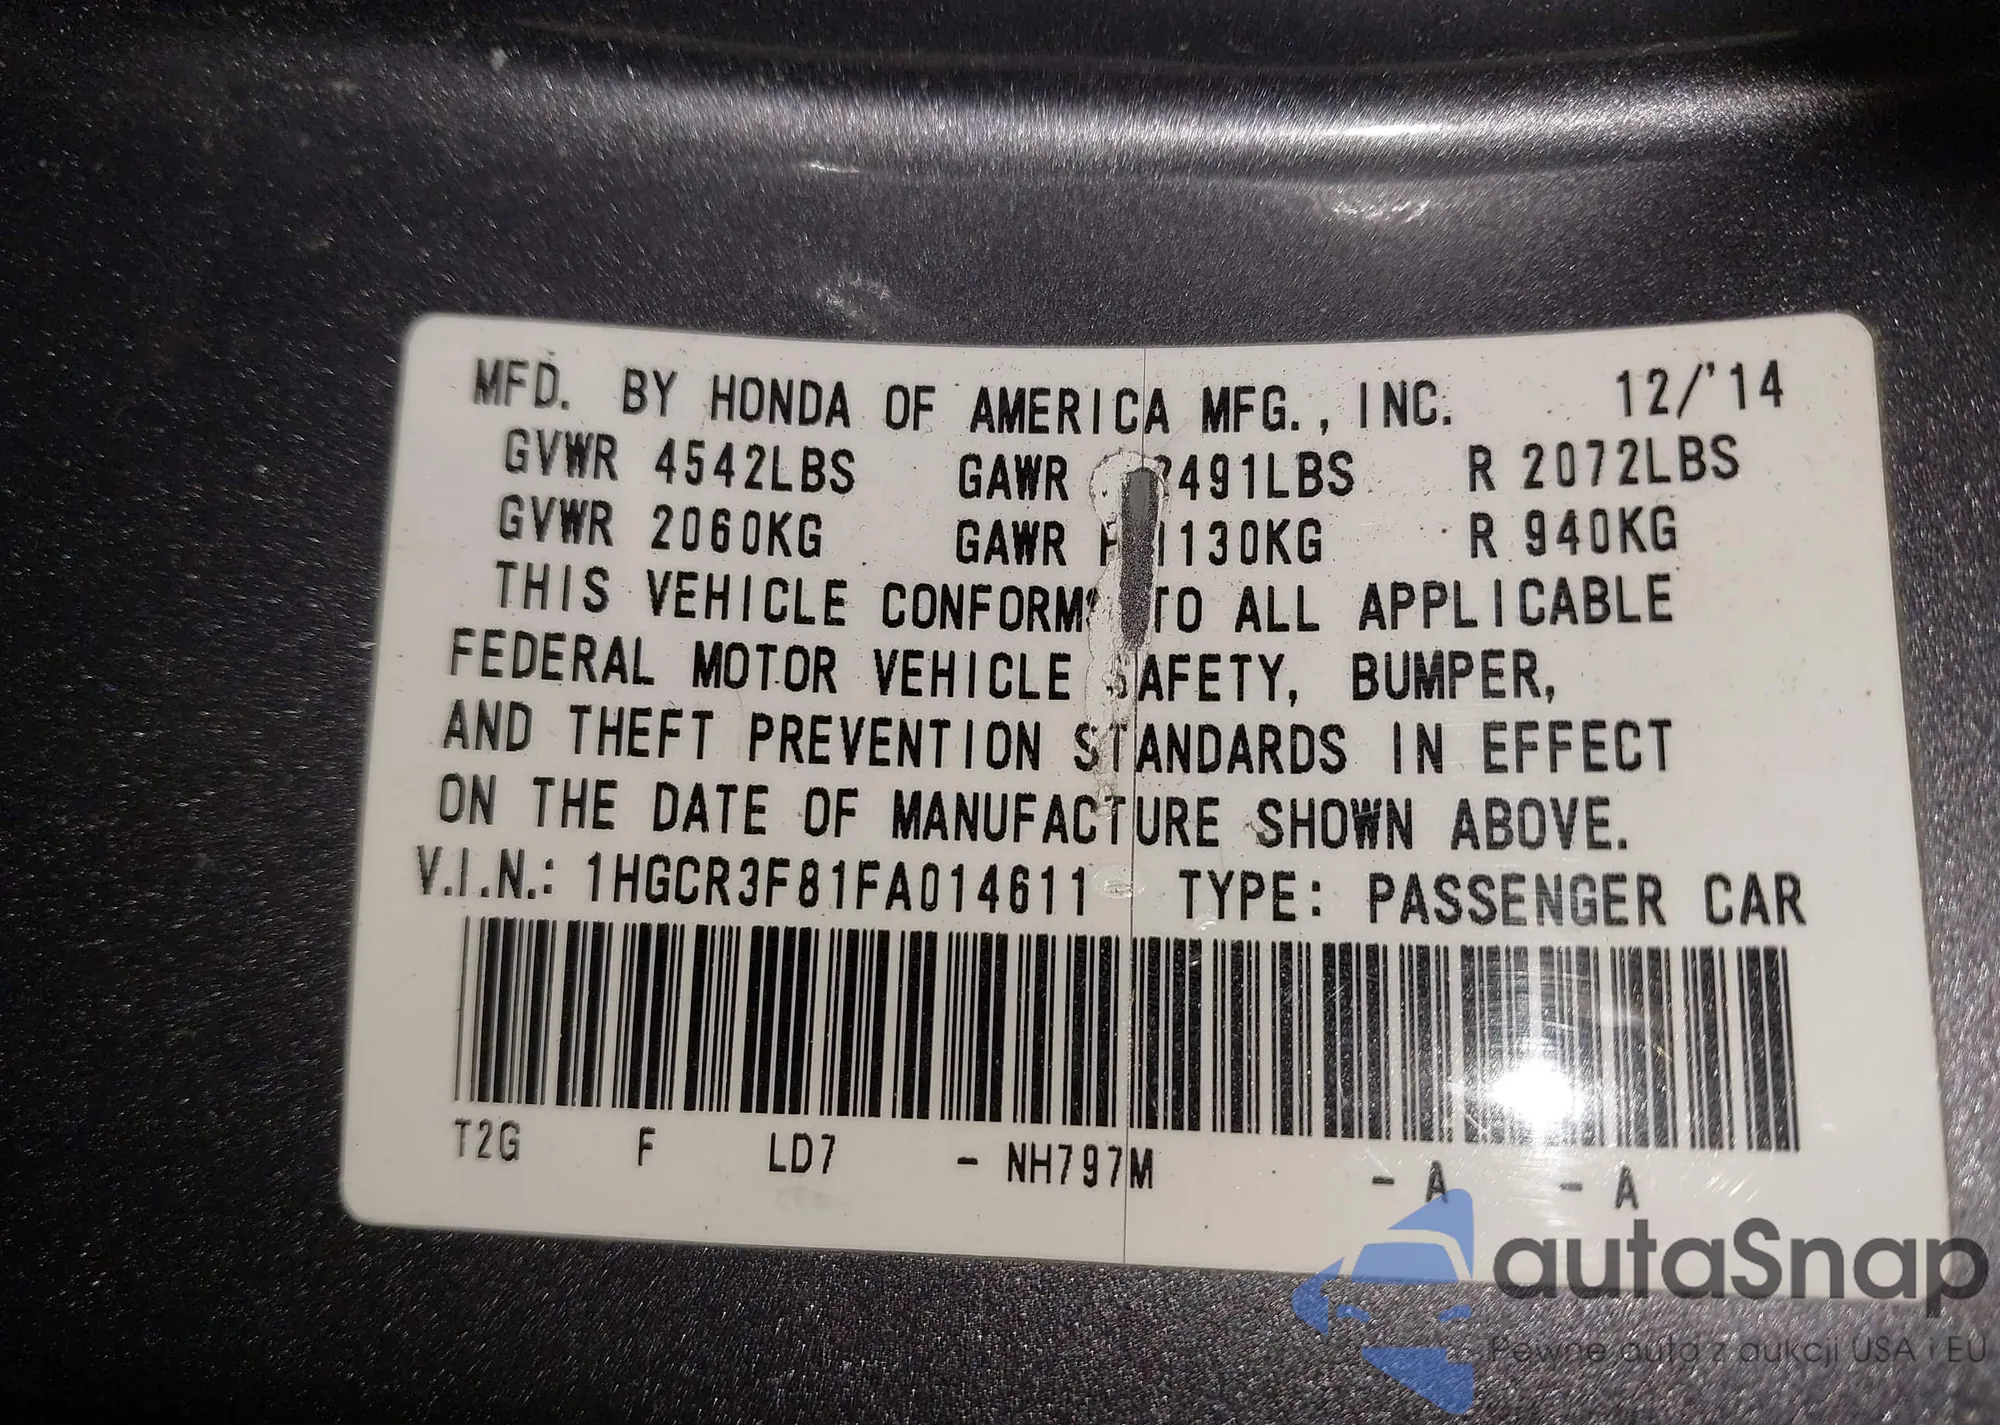 MFD. BY HONDA OF AMERICA MFG., INC. 12/'14
GVWR 4542LBS GAWR 491LBS R 2072LBS
GVWR 2060KG GAWR F 1130KG R 940KG
THIS VEHICLE CONFORMS TO ALL APPLICABLE
FEDERAL MOTOR VEHICLE SAFETY, BUMPER,
AND THEFT PREVENTION STANDARDS IN EFFECT
ON THE DATE OF MANUFACTURE SHOWN ABOVE.
V.I.N.: 1HGCR3F81FA014611 TYPE: PASSENGER CAR
T2G F LD7 - NH797M - A - A
autaSnap
Pewne auta z aukcji USA i EU